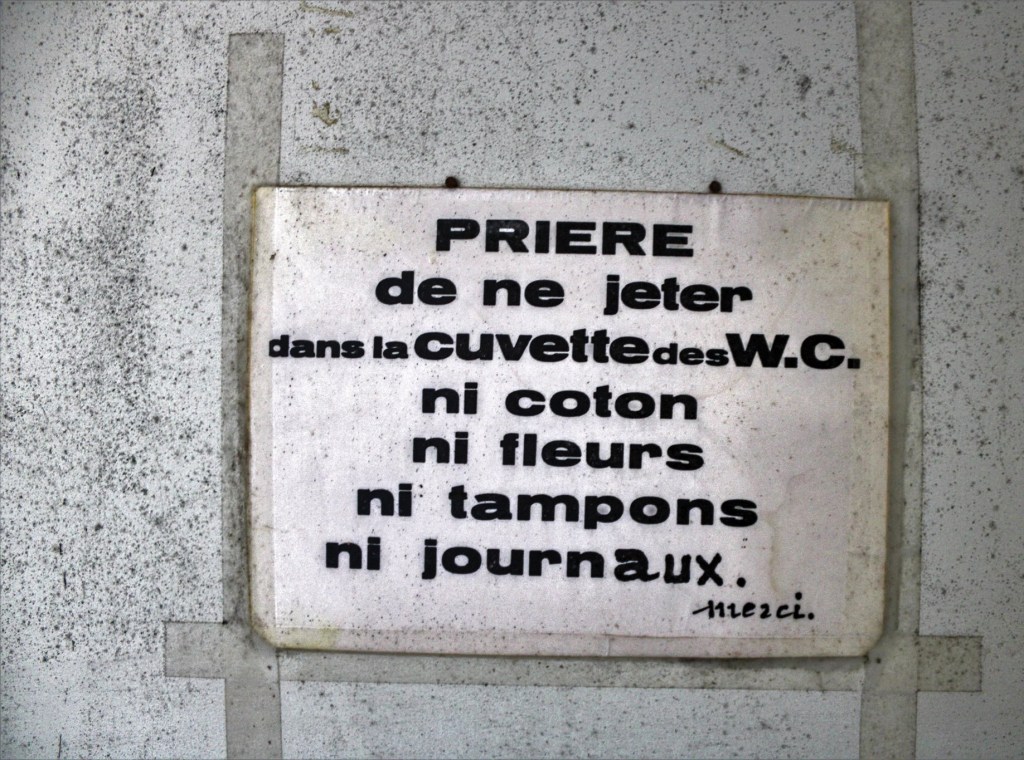 PRIERE
de ne jeter
dans la cuvette des W.C.
ni coton
ni fleurs
ni tampons
ni journaux.
merci.